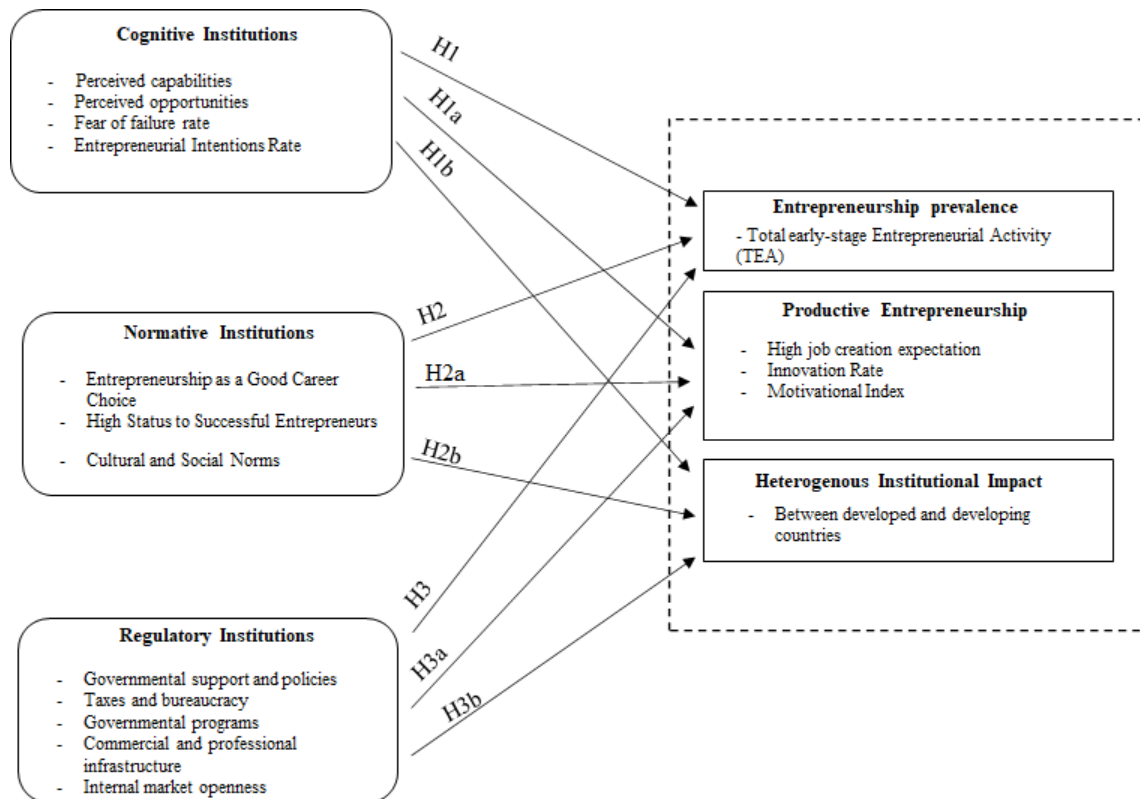 Cognitive Institutions
- Perceived capabilities
- Perceived opportunities
- Fear of failure rate
- Entrepreneurial Intentions Rate
H1
H1a
H1b
Entrepreneurship prevalence
- Total early-stage Entrepreneurial Activity
(TEA)
Normative Institutions
- Entrepreneurship as a Good Career
Choice
- High Status to Successful Entrepreneurs
- Cultural and Social Norms
H2
H2a
H2b
Productive Entrepreneurship
- High job creation expectation
- Innovation Rate
- Motivational Index
Heterogenous Institutional Impact
- Between developed and developing
countries
Regulatory Institutions
- Governmental support and policies
- Taxes and bureaucracy
- Governmental programs
- Commercial and professional
infrastructure
- Internal market openness
H3
H3a
H3b